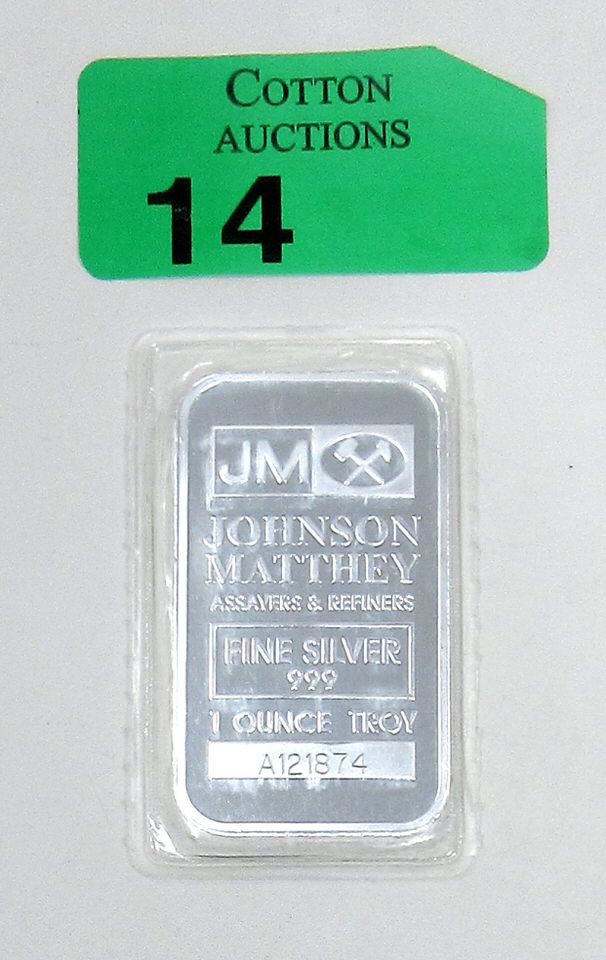 COTTON
AUCTIONS
14
JM
JOHNSON
MATTHEY
ASSAYERS & REFINERS
FINE SILVER
999
1 OUNCE TROY
A121874